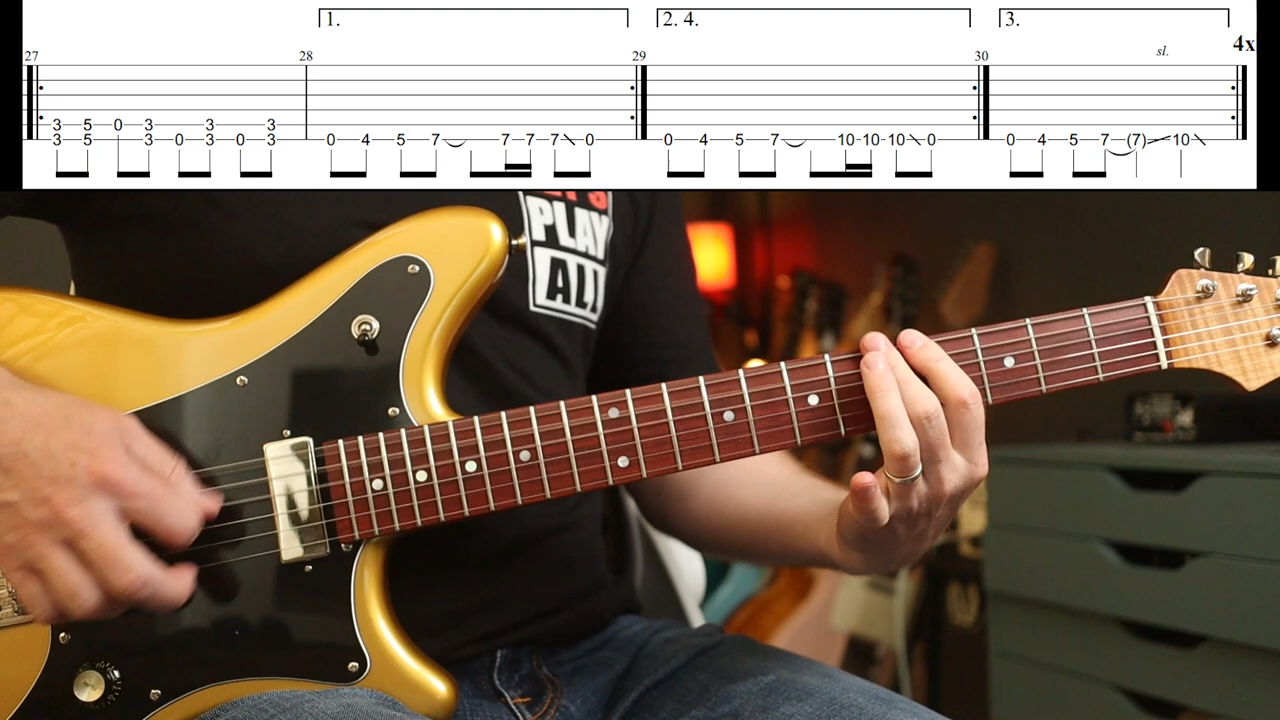 1. 2. 4. 3.
27 28 29 30 sl. 4x
3 5 0 3 3 3
3 5 3 0 3 0 3 0 4 5 7 7 7 7 0 0 4 5 7 10 10 10 0 0 4 5 7 (7) 10
PLAY
ALL